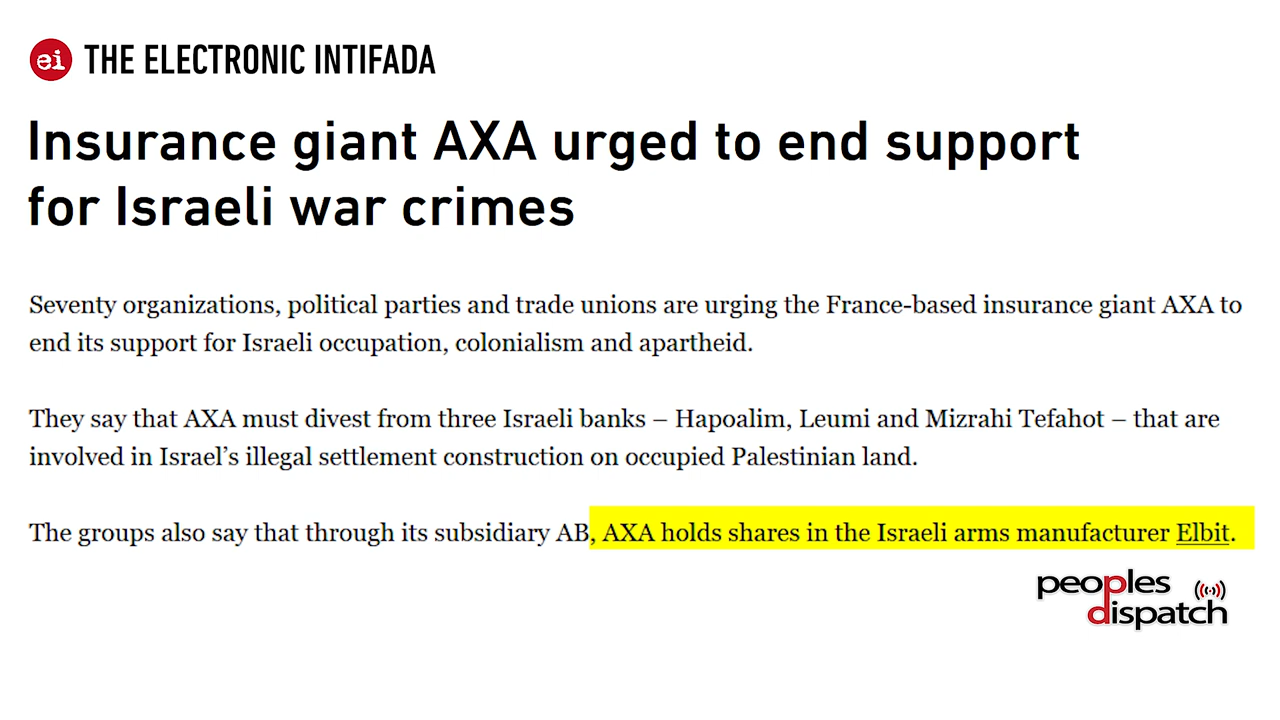 ei THE ELECTRONIC INTIFADA
Insurance giant AXA urged to end support
for Israeli war crimes
Seventy organizations, political parties and trade unions are urging the France-based insurance giant AXA to
end its support for Israeli occupation, colonialism and apartheid.
They say that AXA must divest from three Israeli banks – Hapoalim, Leumi and Mizrahi Tefahot – that are
involved in Israel’s illegal settlement construction on occupied Palestinian land.
The groups also say that through its subsidiary AB, AXA holds shares in the Israeli arms manufacturer Elbit.
peoples
dispatch